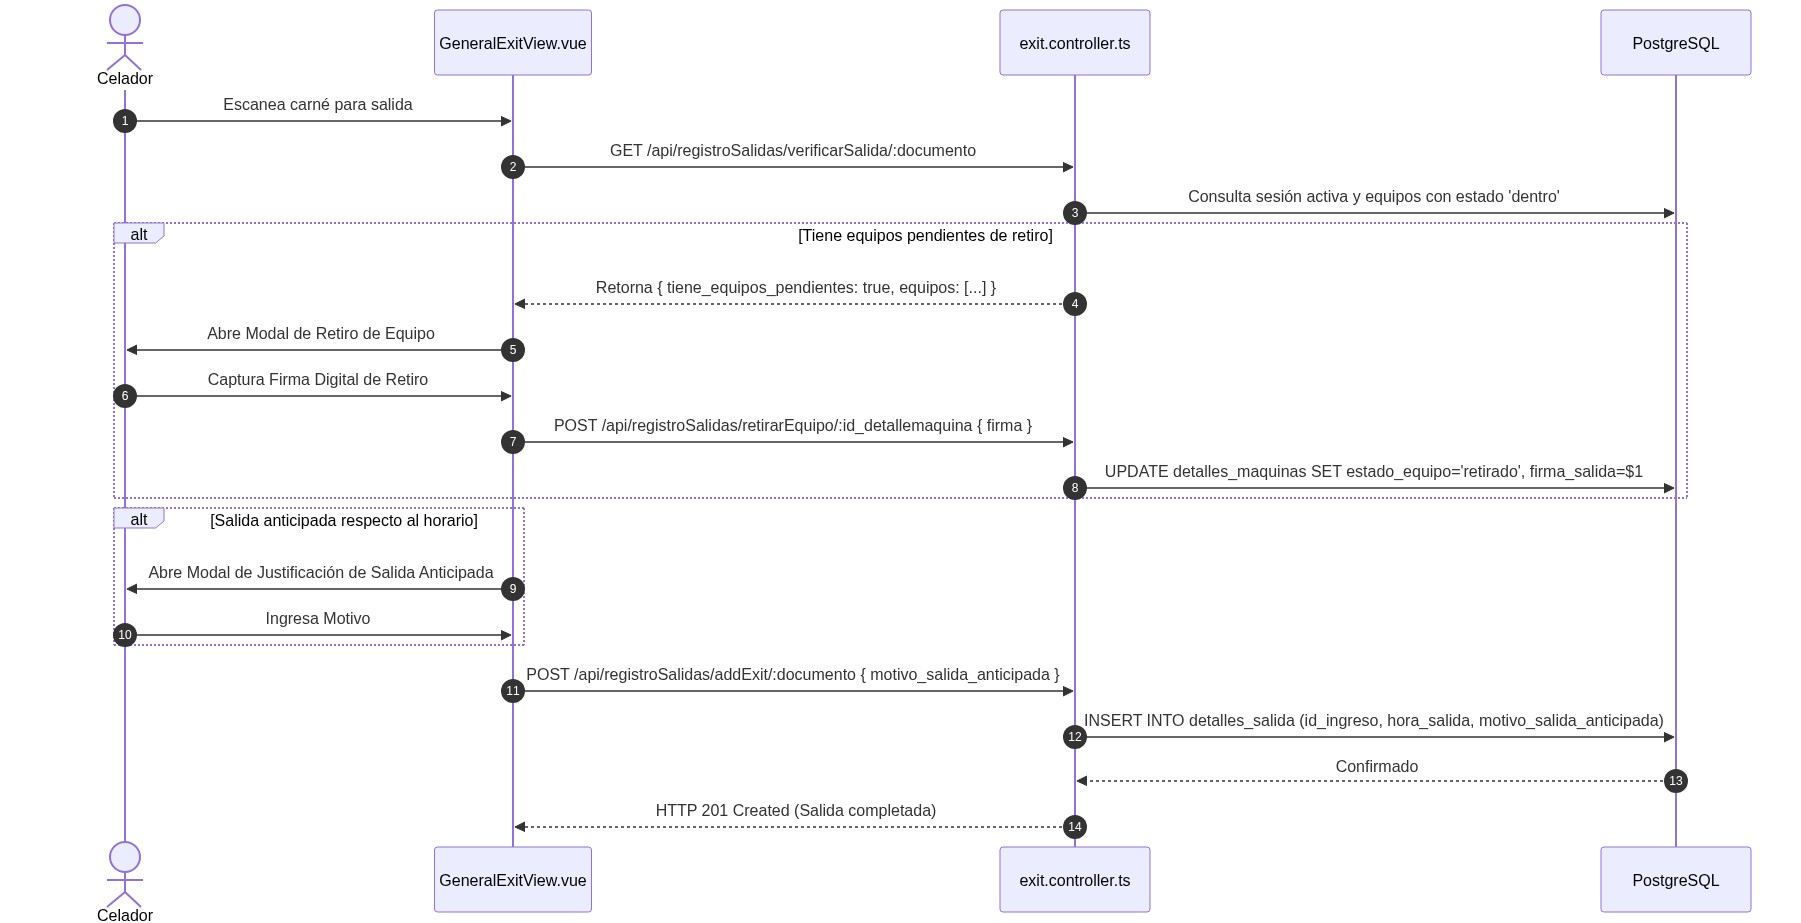 Celador
GeneralExitView.vue
exit.controller.ts
PostgreSQL
Escanea carné para salida
1
GET /api/registroSalidas/verificarSalida/:documento
2
Consulta sesión activa y equipos con estado 'dentro'
3
alt
[Tiene equipos pendientes de retiro]
Retorna { tiene_equipos_pendientes: true, equipos: [...] }
4
Abre Modal de Retiro de Equipo
5
Captura Firma Digital de Retiro
6
POST /api/registroSalidas/retirarEquipo/:id_detallemaquina { firma }
7
UPDATE detalles_maquinas SET estado_equipo='retirado', firma_salida=$1
8
alt
[Salida anticipada respecto al horario]
Abre Modal de Justificación de Salida Anticipada
9
Ingresa Motivo
10
POST /api/registroSalidas/addExit/:documento { motivo_salida_anticipada }
11
INSERT INTO detalles_salida (id_ingreso, hora_salida, motivo_salida_anticipada)
12
Confirmado
13
HTTP 201 Created (Salida completada)
14
Celador
GeneralExitView.vue
exit.controller.ts
PostgreSQL